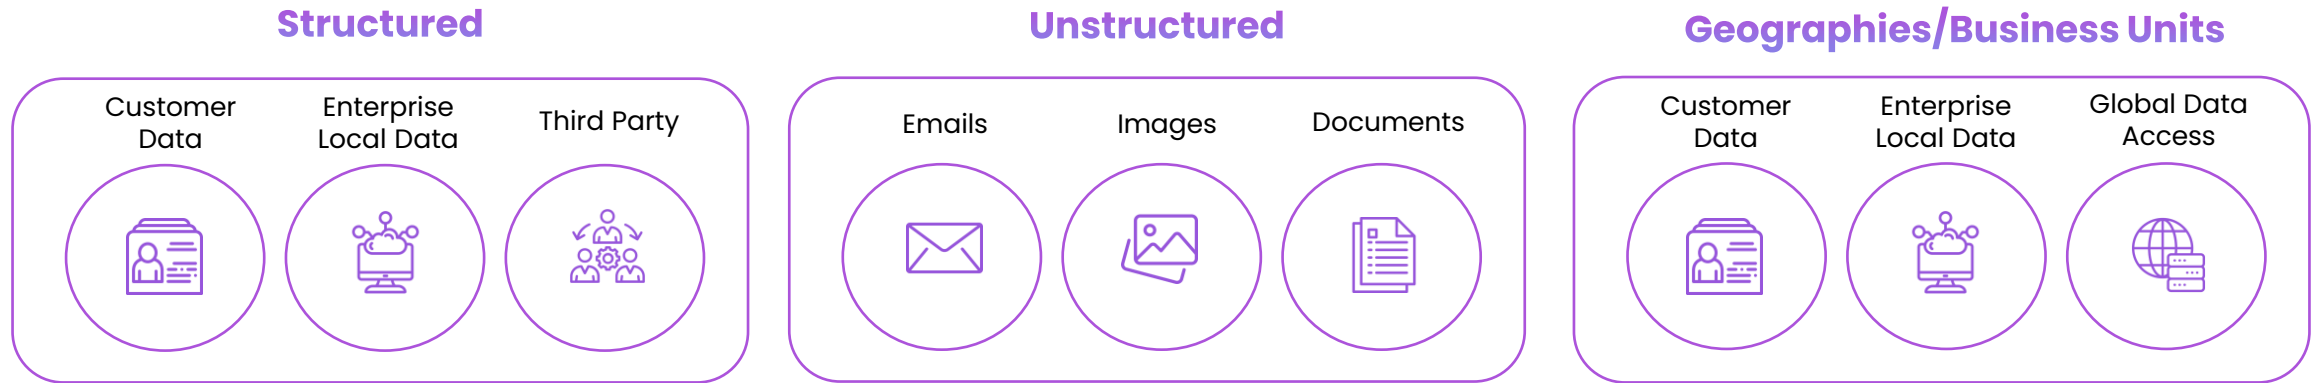 Structured
Customer
Data
Enterprise
Local Data
Third Party
Unstructured
Emails
Images
Documents
Geographies/Business Units
Customer
Data
Enterprise
Local Data
Global Data
Access